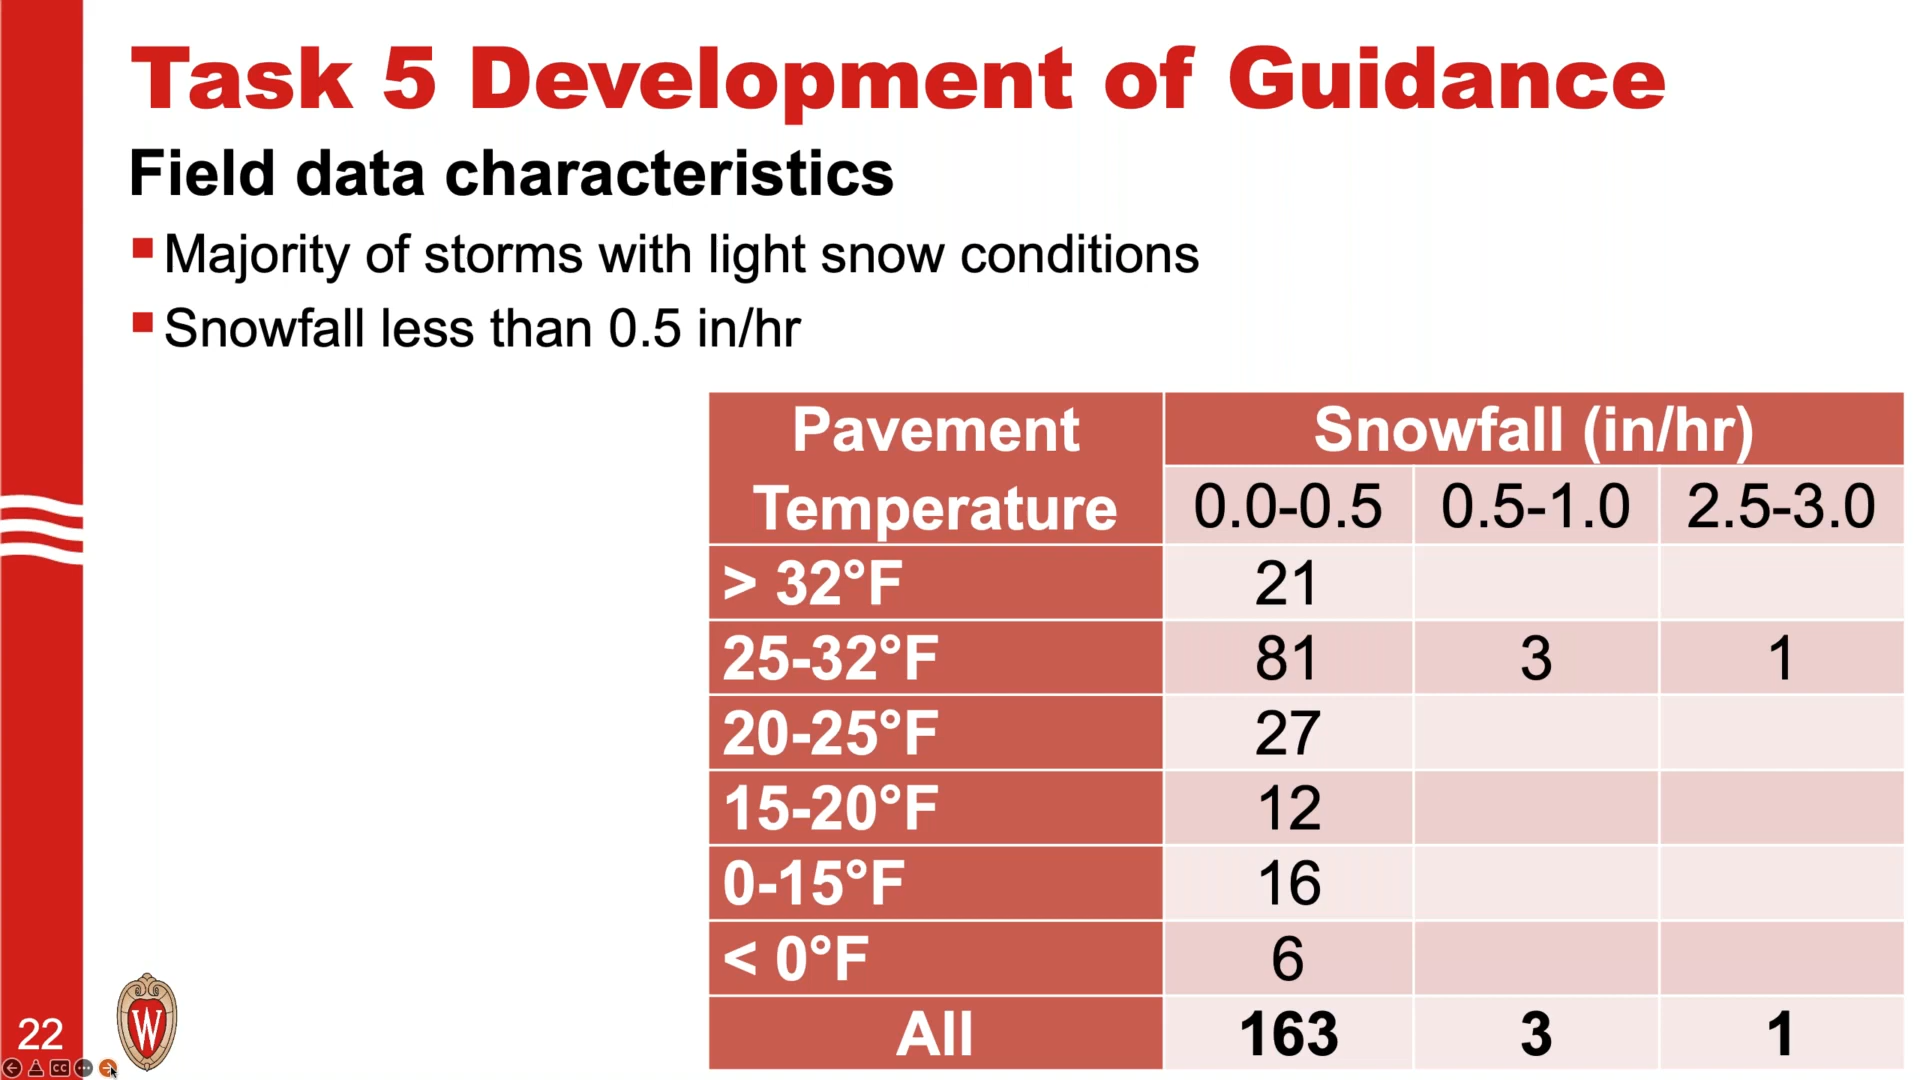 Task 5 Development of Guidance
Field data characteristics
Majority of storms with light snow conditions
Snowfall less than 0.5 in/hr
Pavement Temperature Snowfall (in/hr)
0.0-0.5 0.5-1.0 2.5-3.0
> 32°F 21
25-32°F 81 3 1
20-25°F 27
15-20°F 12
0-15°F 16
< 0°F 6
All 163 3 1
W
22
CC